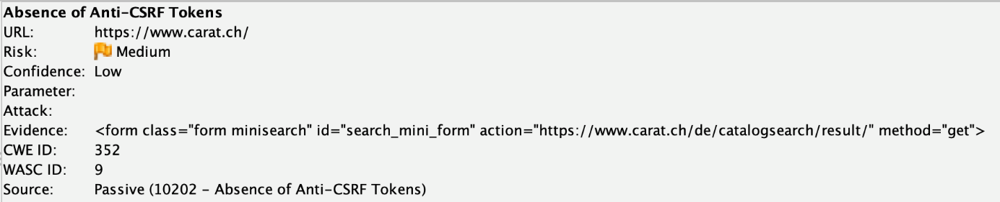 Absence of Anti-CSRF Tokens
URL: https://www.carat.ch/
Risk: Medium
Confidence: Low
Parameter:
Attack:
Evidence: <form class="form minisearch" id="search_mini_form" action="https://www.carat.ch/de/catalogsearch/result/" method="get">
CWE ID: 352
WASC ID: 9
Source: Passive (10202 - Absence of Anti-CSRF Tokens)